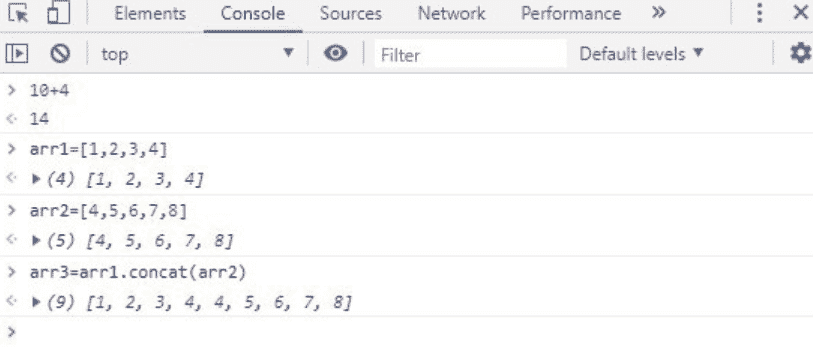 Elements Console Sources Network Performance »
top Filter Default levels ▼
> 10+4
<· 14
> arr1=[1,2,3,4]
<· ▶(4) [1, 2, 3, 4]
> arr2=[4,5,6,7,8]
<· ▶(5) [4, 5, 6, 7, 8]
> arr3=arr1.concat(arr2)
<· ▶(9) [1, 2, 3, 4, 4, 5, 6, 7, 8]
>